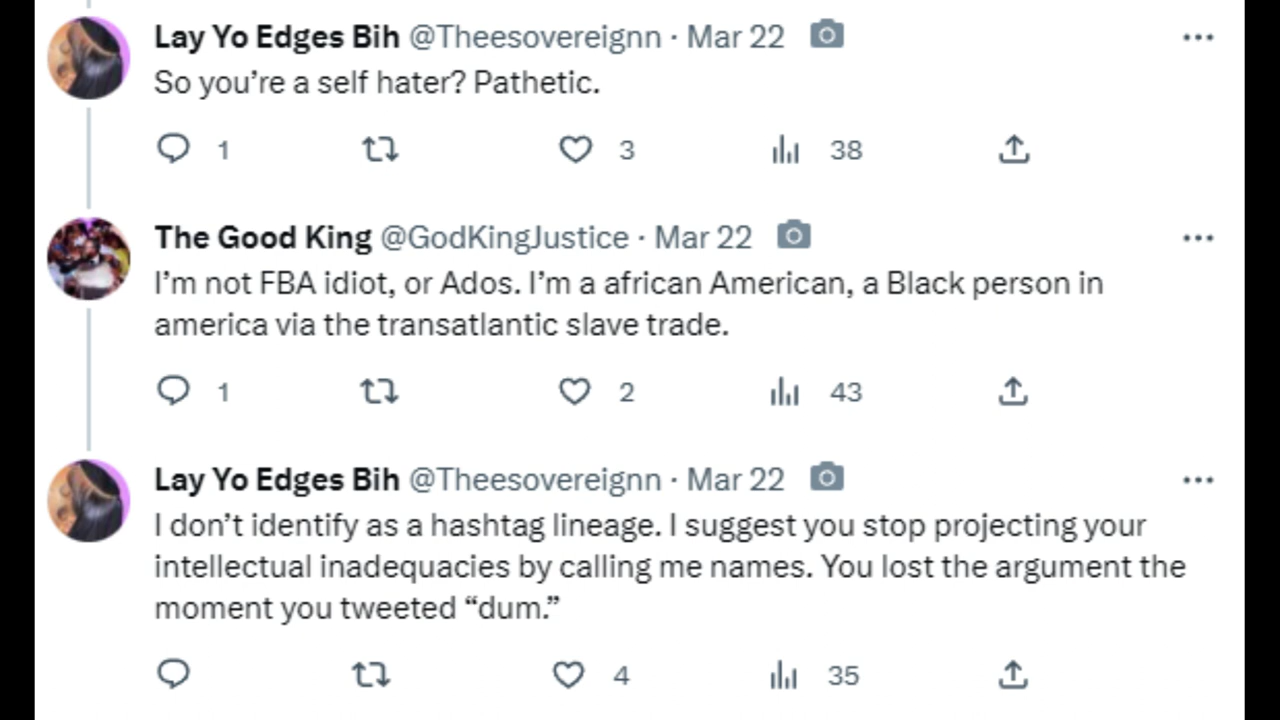 Lay Yo Edges Bih @Theesovereignn · Mar 22
So you’re a self hater? Pathetic.
1 3 38
The Good King @GodKingJustice · Mar 22
I’m not FBA idiot, or Ados. I’m a african American, a Black person in
america via the transatlantic slave trade.
1 2 43
Lay Yo Edges Bih @Theesovereignn · Mar 22
I don’t identify as a hashtag lineage. I suggest you stop projecting your
intellectual inadequacies by calling me names. You lost the argument the
moment you tweeted “dum.”
4 35